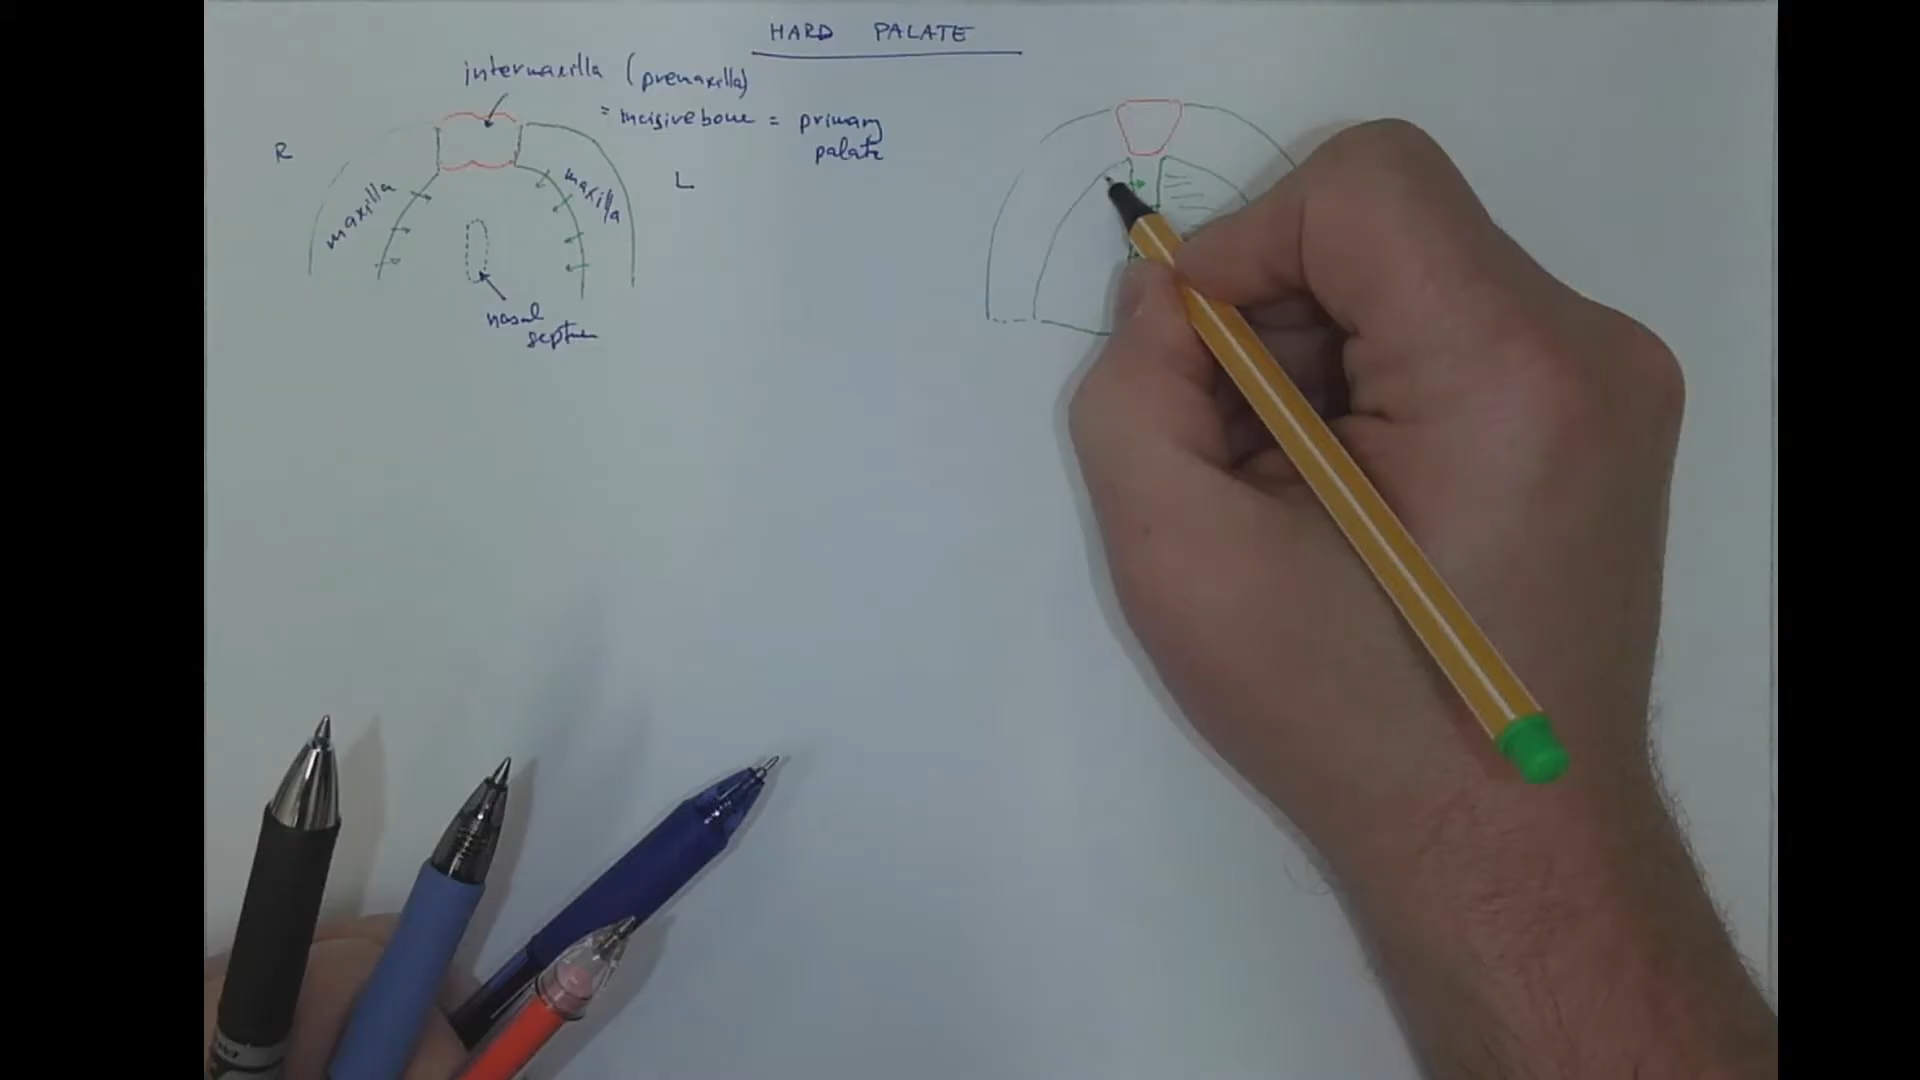 HARD PALATE
intermaxilla (premaxilla)
= incisive bone = primary
palate
R
L
maxilla
maxilla
nasal
septum